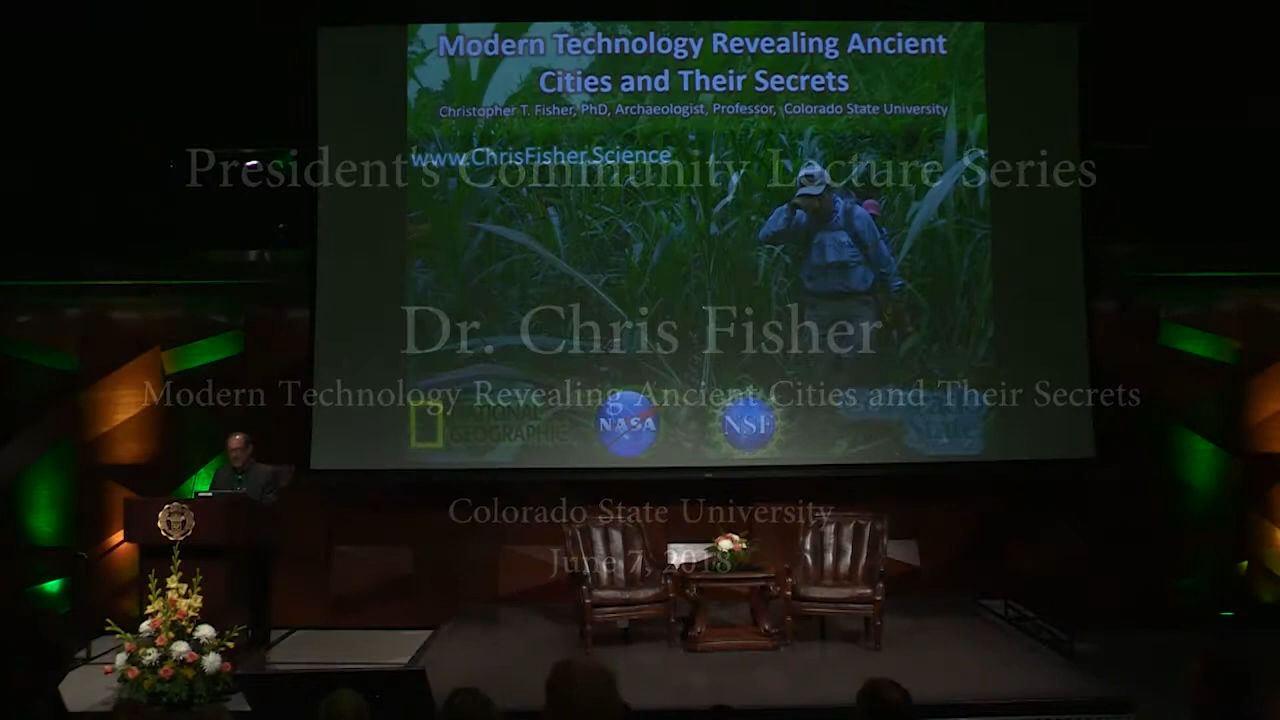 Modern Technology Revealing Ancient
Cities and Their Secrets
Christopher T. Fisher, PhD, Archaeologist, Professor, Colorado State University
www.ChrisFisher.Science
President's Community Lecture Series
Dr. Chris Fisher
Modern Technology Revealing Ancient Cities and Their Secrets
NATIONAL
GEOGRAPHIC
NASA
NSF
State
Colorado State University
June 7, 2018